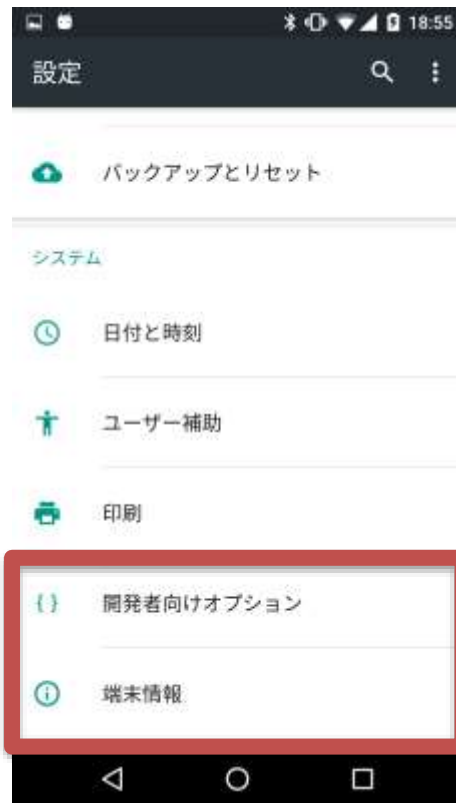 18:55
設定
バックアップとリセット
システム
日付と時刻
ユーザー補助
印刷
{ } 開発者向けオプション
端末情報